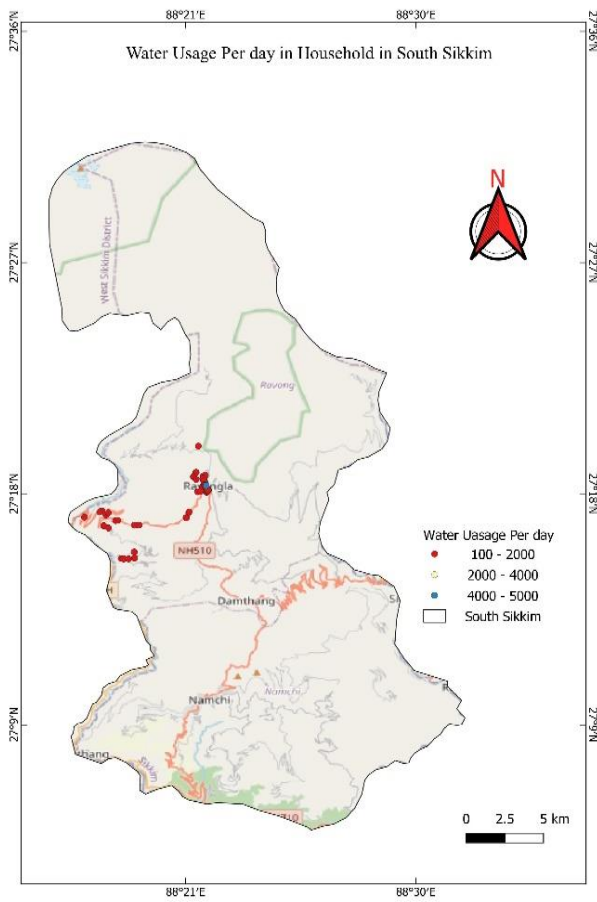 88°21'E 88°30'E
27°36'N 27°36'N
Water Usage Per day in Household in South Sikkim
N
West Sikkim District
27°27'N 27°27'N
Ravong
27°18'N 27°18'N
NH510
Water Uasage Per day
100 - 2000
2000 - 4000
4000 - 5000
South Sikkim
Damthang
Namchi
Namchi
27°9'N 27°9'N
Sikkim
0 2.5 5 km
88°21'E 88°30'E